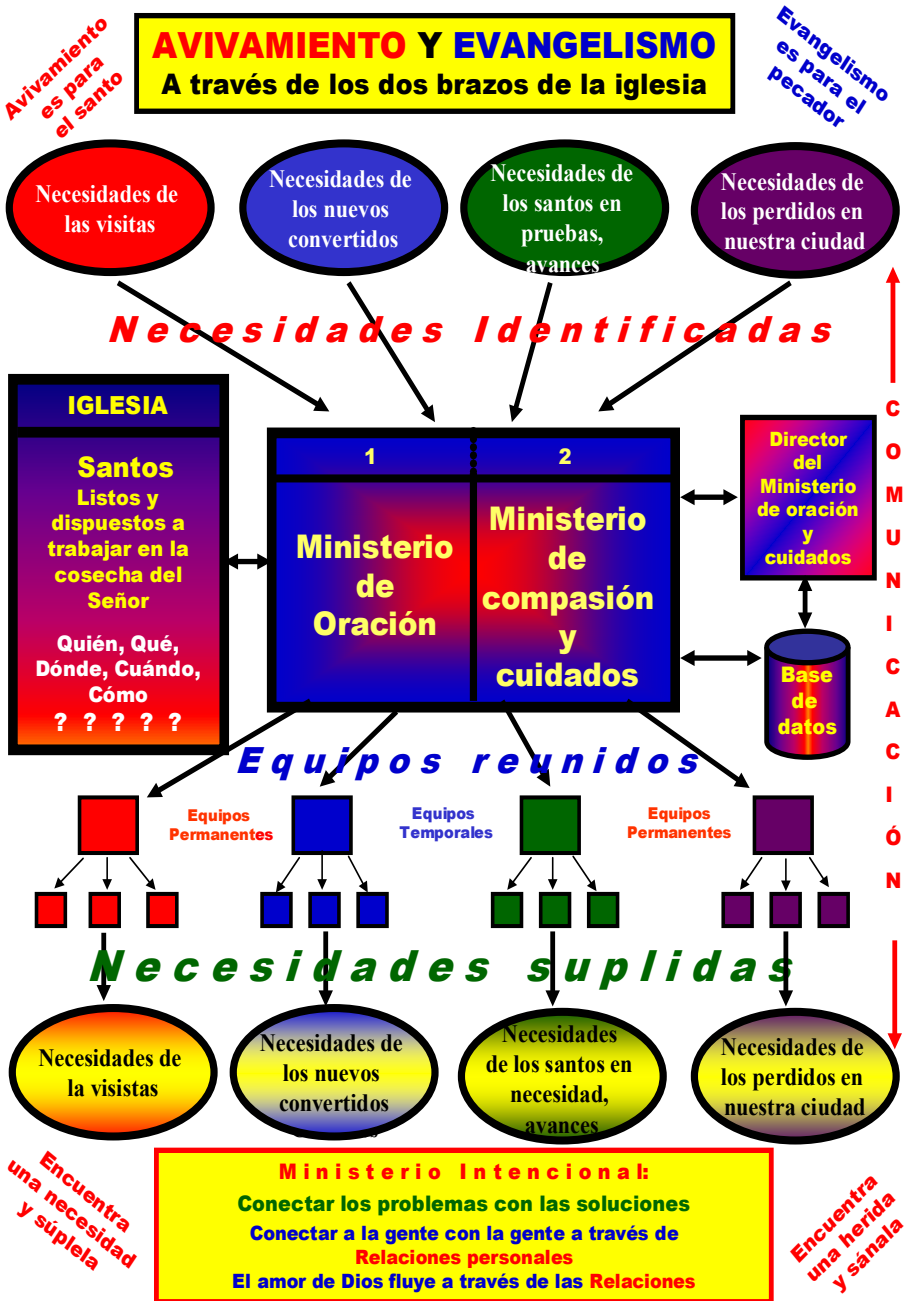 Avivamiento
es para
el santo
AVIVAMIENTO Y EVANGELISMO
A través de los dos brazos de la iglesia
Evangelismo
es para el
pecador
Necesidades de
las visitas
Necesidades de
los nuevos
convertidos
Necesidades de
los santos en
pruebas,
avances
Necesidades de
los perdidos en
nuestra ciudad
Necesidades Identificadas
IGLESIA
Santos
Listos y
dispuestos a
trabajar en la
cosecha del
Señor
Quién, Qué,
Dónde, Cuándo,
Cómo
? ? ? ? ?
1
Ministerio
de
Oración
2
Ministerio
de
compasión
y
cuidados
Director
del
Ministerio
de oración
y
cuidados
Base
de
datos
COMUNICACIÓN
Equipos reunidos
Equipos
Permanentes
Equipos
Temporales
Equipos
Permanentes
Necesidades suplidas
Necesidades de
la visistas
Necesidades de
los nuevos
convertidos
Necesidades
de los santos en
necesidad,
avances
Necesidades de
los perdidos en
nuestra ciudad
Encuentra
una necesidad
y súplela
Ministerio Intencional:
Conectar los problemas con las soluciones
Conectar a la gente con la gente a través de
Relaciones personales
El amor de Dios fluye a través de las Relaciones
Encuentra
una herida
y sánala